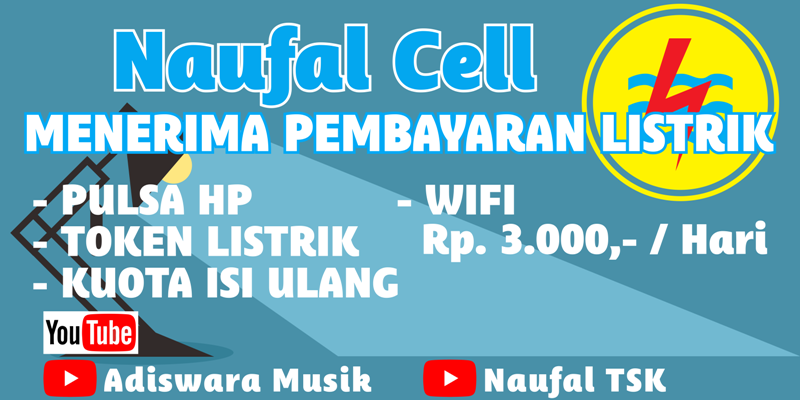 Naufal Cell
MENERIMA PEMBAYARAN LISTRIK
- PULSA HP
- TOKEN LISTRIK
- KUOTA ISI ULANG
- WIFI
Rp. 3.000,- / Hari
YouTube
Adiswara Musik
Naufal TSK